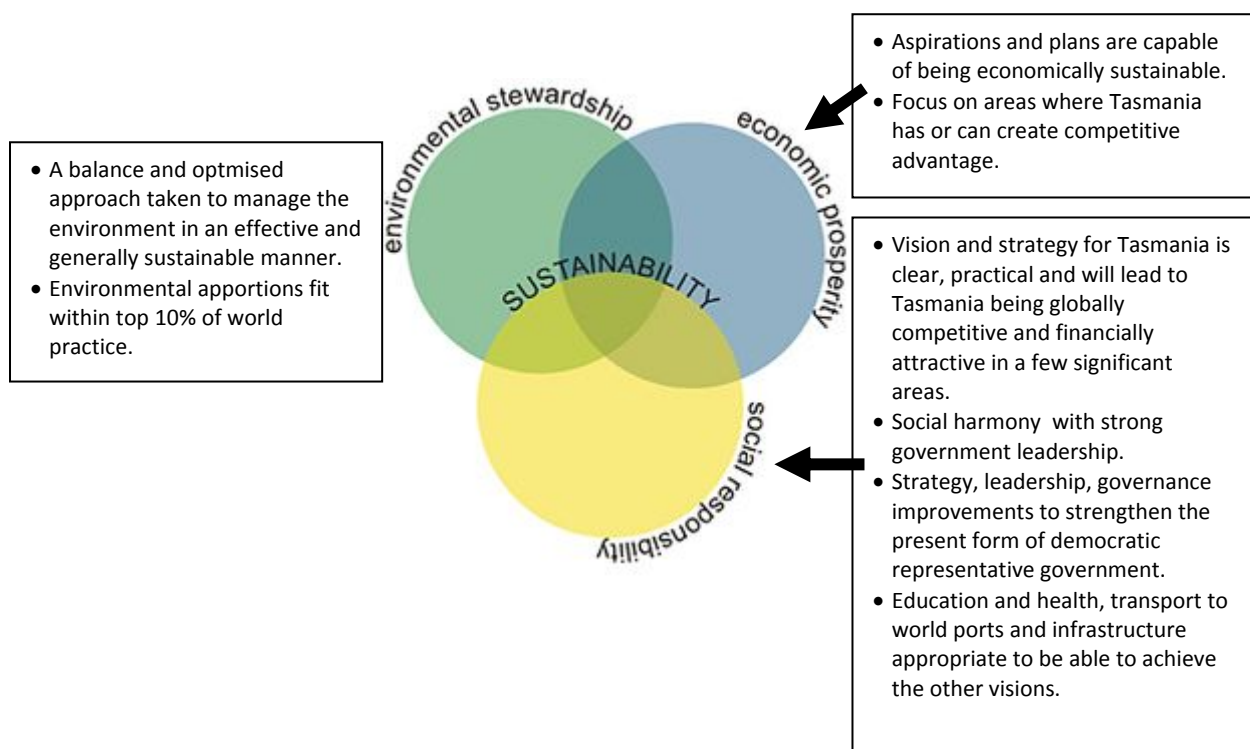 • A balance and optmised
approach taken to manage the
environment in an effective and
generally sustainable manner.
• Environmental apportions fit
within top 10% of world
practice.
environmental stewardship
economic prosperity
SUSTAINABILITY
social responsibility
• Aspirations and plans are capable
of being economically sustainable.
• Focus on areas where Tasmania
has or can create competitive
advantage.
• Vision and strategy for Tasmania is
clear, practical and will lead to
Tasmania being globally
competitive and financially
attractive in a few significant
areas.
• Social harmony with strong
government leadership.
• Strategy, leadership, governance
improvements to strengthen the
present form of democratic
representative government.
• Education and health, transport to
world ports and infrastructure
appropriate to be able to achieve
the other visions.